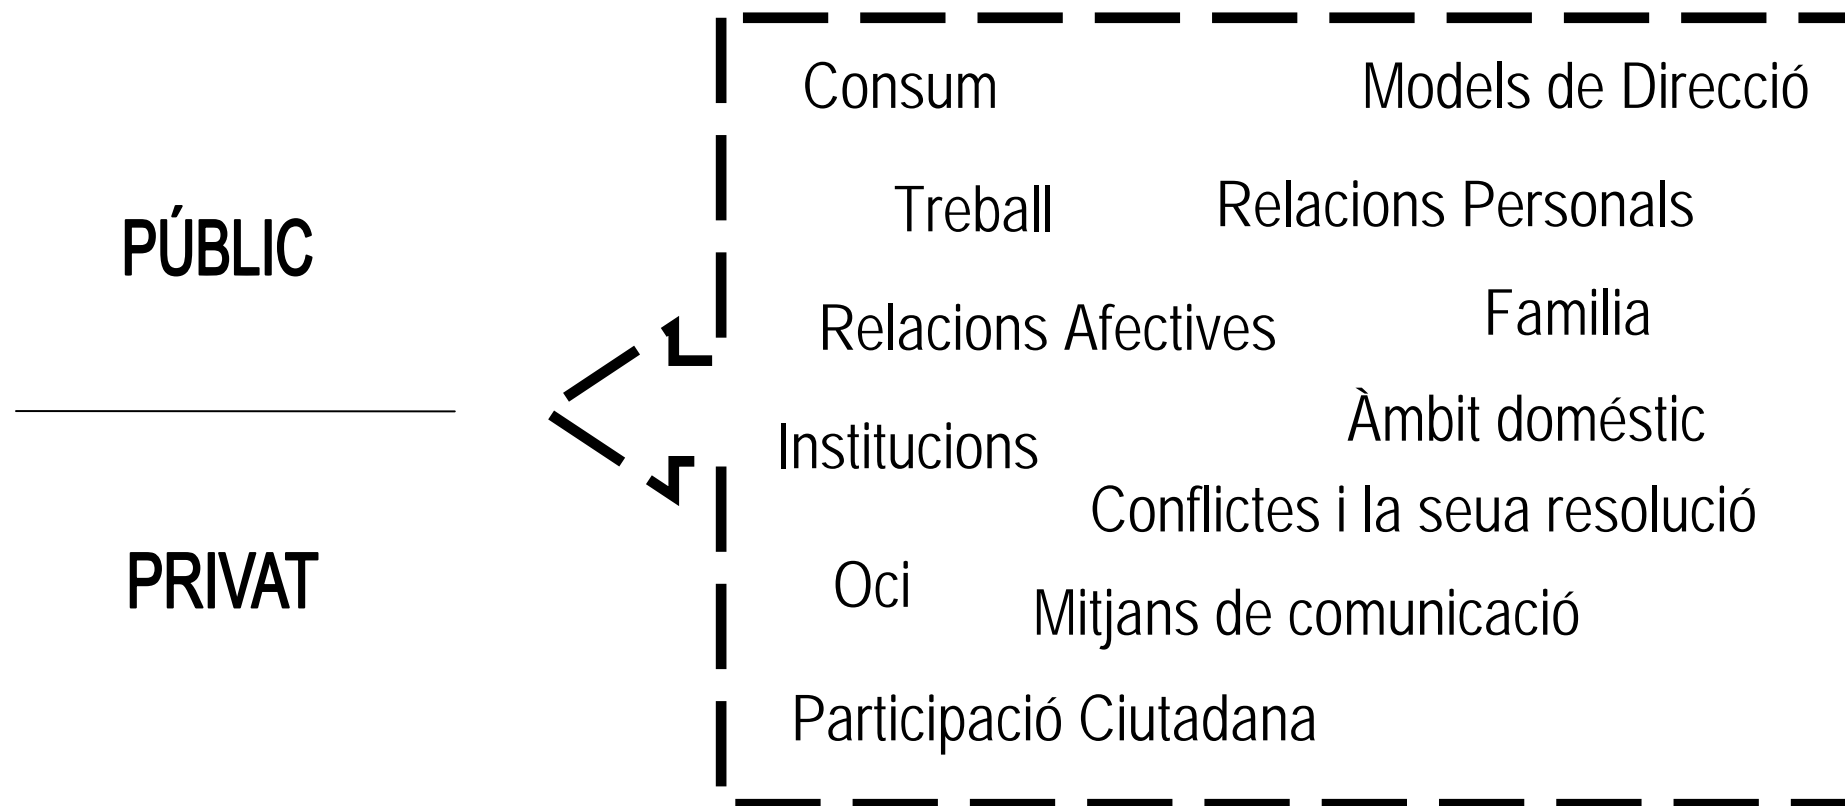 PÚBLIC
PRIVAT
Consum
Models de Direcció
Treball
Relacions Personals
Relacions Afectives
Familia
Àmbit doméstic
Institucions
Conflictes i la seua resolució
Oci
Mitjans de comunicació
Participació Ciutadana